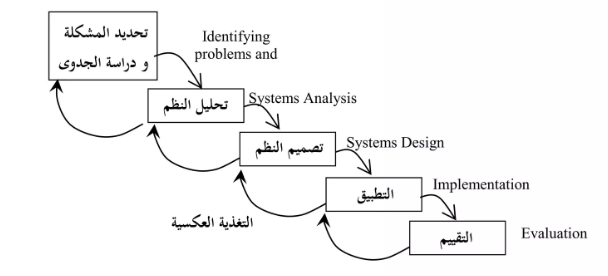 تحديد المشكلة
و دراسة الجدوى
Identifying
problems and
تحليل النظم
Systems Analysis
تصميم النظم
Systems Design
التطبيق
Implementation
التغذية العكسية
التقييم
Evaluation